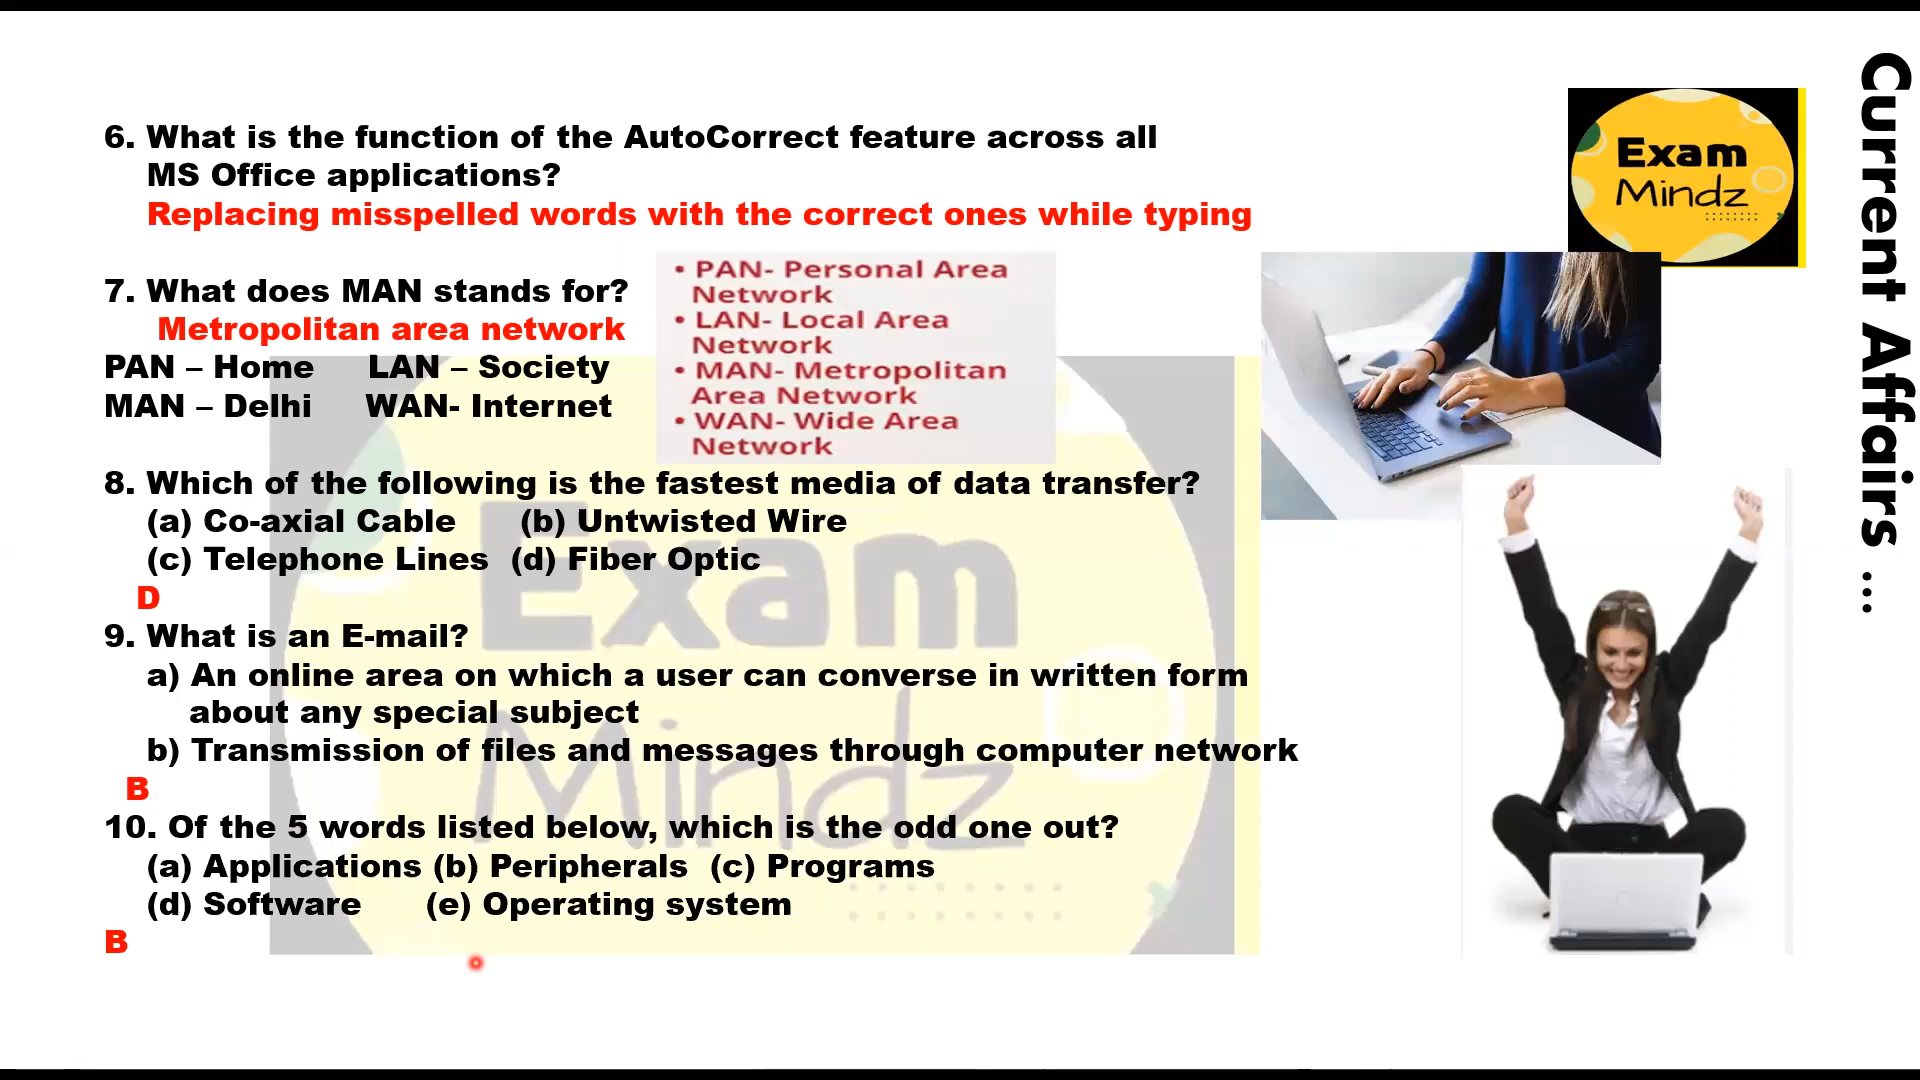 6. What is the function of the AutoCorrect feature across all
MS Office applications?
Replacing misspelled words with the correct ones while typing
7. What does MAN stands for?
Metropolitan area network
PAN – Home LAN – Society
MAN – Delhi WAN- Internet
• PAN- Personal Area
Network
• LAN- Local Area
Network
• MAN- Metropolitan
Area Network
• WAN- Wide Area
Network
8. Which of the following is the fastest media of data transfer?
(a) Co-axial Cable (b) Untwisted Wire
(c) Telephone Lines (d) Fiber Optic
D
9. What is an E-mail?
a) An online area on which a user can converse in written form
about any special subject
b) Transmission of files and messages through computer network
B
10. Of the 5 words listed below, which is the odd one out?
(a) Applications (b) Peripherals (c) Programs
(d) Software (e) Operating system
B
Exam
Mindz
Exam
Mindz
Current Affairs ...